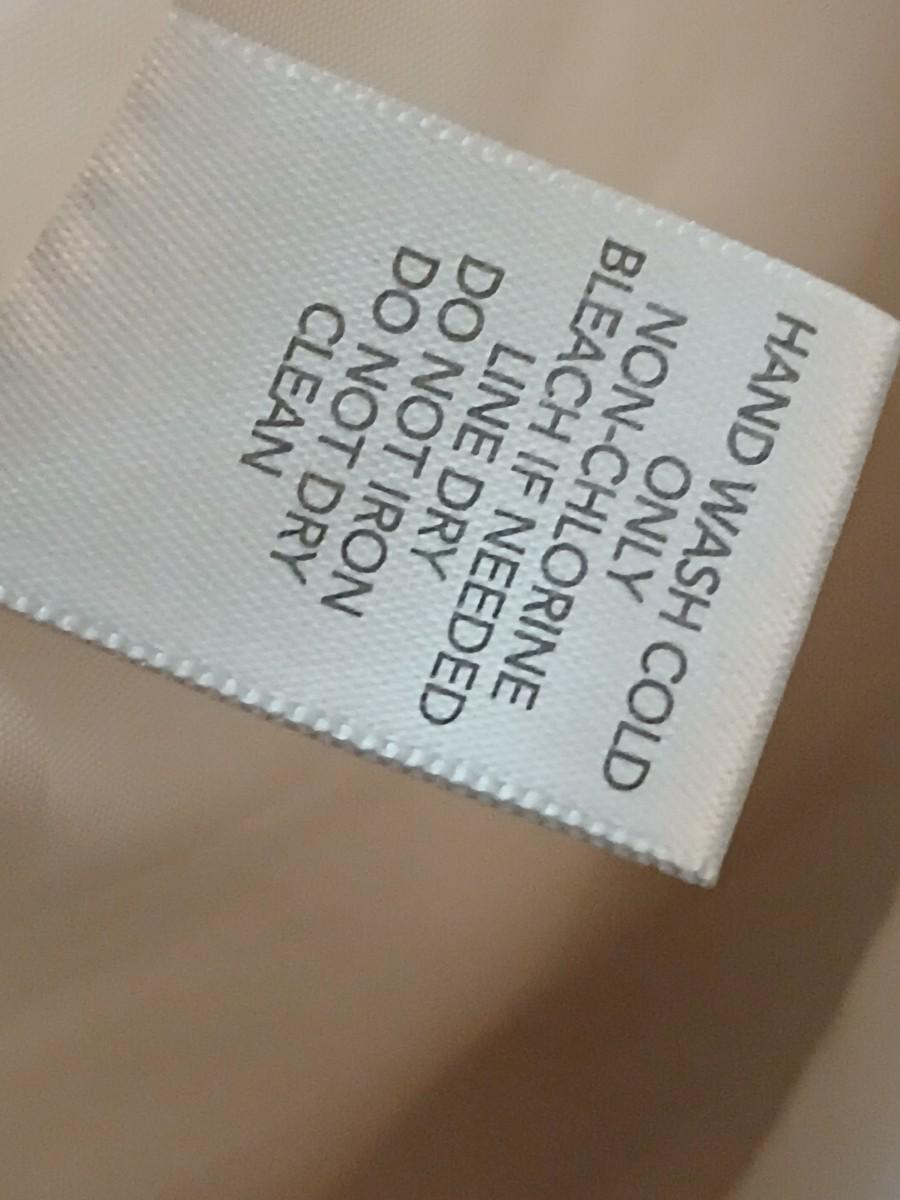 HAND WASH COLD
ONLY
NON-CHLORINE
BLEACH IF NEEDED
LINE DRY
DO NOT IRON
DO NOT DRY
CLEAN